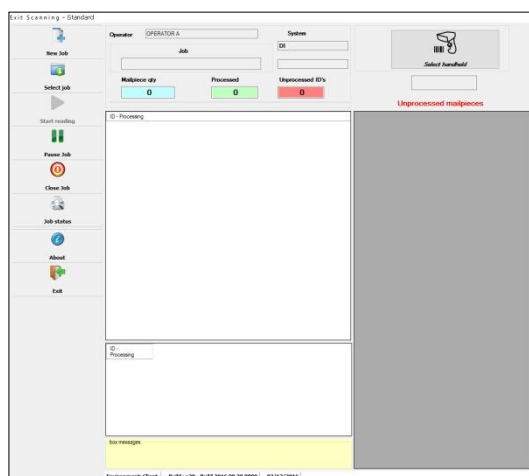 Exit Scanning - Standard
New Job
Select job
Start reading
Pause Job
Close Job
Job status
About
Exit
Operator OPERATOR A
System
DI
Job
Mailpiece qty
Processed
Unprocessed ID's
0
0
0
Select handheld
Unprocessed mailpieces
ID - Processing
ID -
Processing
box messages